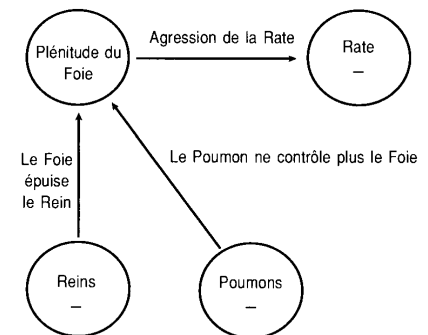 Plénitude du
Foie
Agression de la Rate
Rate
–
Le Foie
épuise
le Rein
Le Poumon ne contrôle plus le Foie
Reins
–
Poumons
–